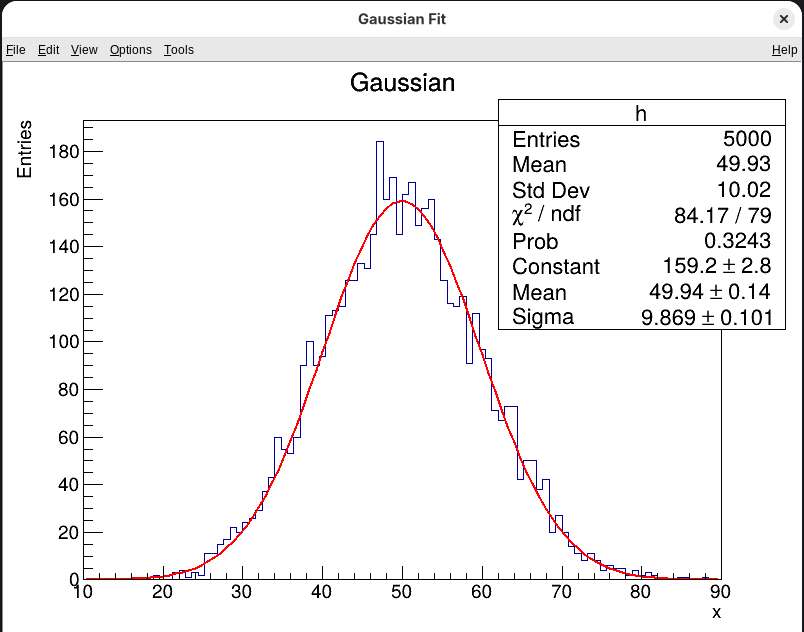 Gaussian Fit
File Edit View Options Tools Help
Gaussian
h
Entries 5000
Mean 49.93
Std Dev 10.02
χ² / ndf 84.17 / 79
Prob 0.3243
Constant 159.2 ± 2.8
Mean 49.94 ± 0.14
Sigma 9.869 ± 0.101
Entries
180
160
140
120
100
80
60
40
20
0
10 20 30 40 50 60 70 80 90
x